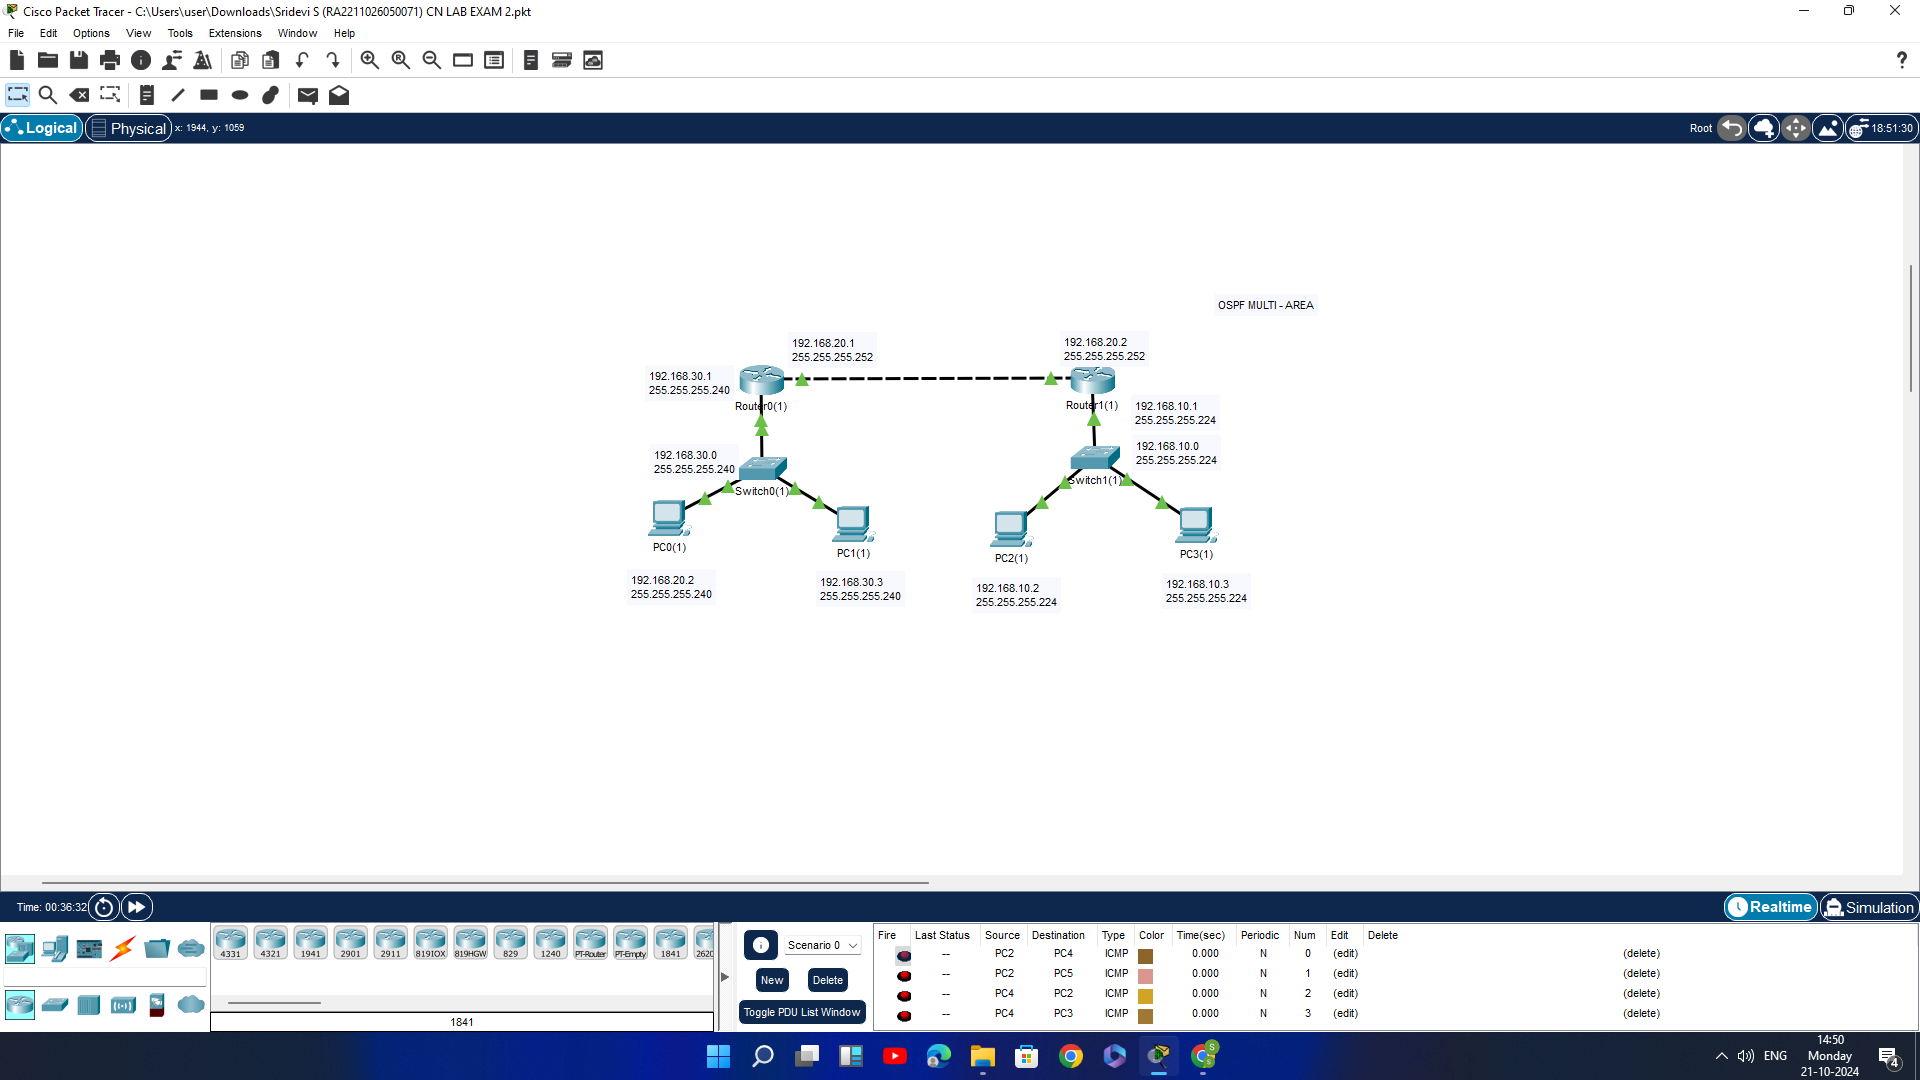 Cisco Packet Tracer - C:\Users\user\Downloads\Sridevi S (RA2211026050071) CN LAB EXAM 2.pkt
File Edit Options View Tools Extensions Window Help
?
Logical Physical x: 1944, y: 1059 Root 18:51:30
OSPF MULTI - AREA
192.168.20.1
255.255.255.252
192.168.20.2
255.255.255.252
192.168.30.1
255.255.255.240
Router0(1)
Router1(1)
192.168.10.1
255.255.255.224
192.168.30.0
255.255.255.240
192.168.10.0
255.255.255.224
Switch0(1)
Switch1(1)
PC0(1)
PC1(1)
PC2(1)
PC3(1)
192.168.20.2
255.255.255.240
192.168.30.3
255.255.255.240
192.168.10.2
255.255.255.224
192.168.10.3
255.255.255.224
Time: 00:36:32 Realtime Simulation
4331 4321 1941 2901 2911 819IOX 819HGW 829 1240 PT-Router PT-Empty 1841 2620
1841
Scenario 0
New Delete
Toggle PDU List Window
Fire Last Status Source Destination Type Color Time(sec) Periodic Num Edit Delete
-- PC2 PC4 ICMP 0.000 N 0 (edit) (delete)
-- PC2 PC5 ICMP 0.000 N 1 (edit) (delete)
-- PC4 PC2 ICMP 0.000 N 2 (edit) (delete)
-- PC4 PC3 ICMP 0.000 N 3 (edit) (delete)
ENG
14:50
Monday
21-10-2024
4
S